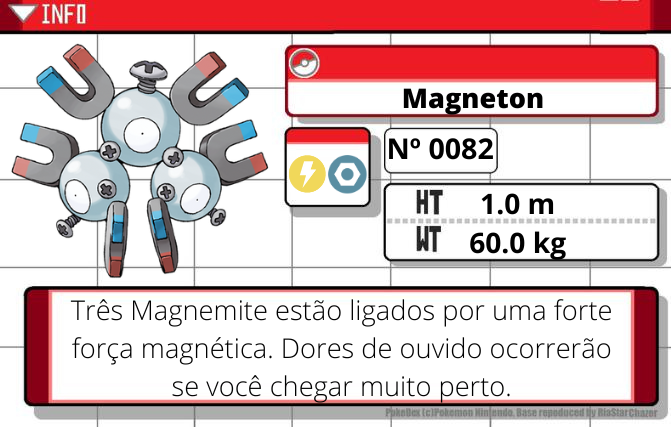 INFO
Magneton
Nº 0082
HT 1.0 m
WT 60.0 kg
Três Magnemite estão ligados por uma forte
força magnética. Dores de ouvido ocorrerão
se você chegar muito perto.
PokeDex (c)Pokemon Nintendo. Base reproduced by RiaStarChazer